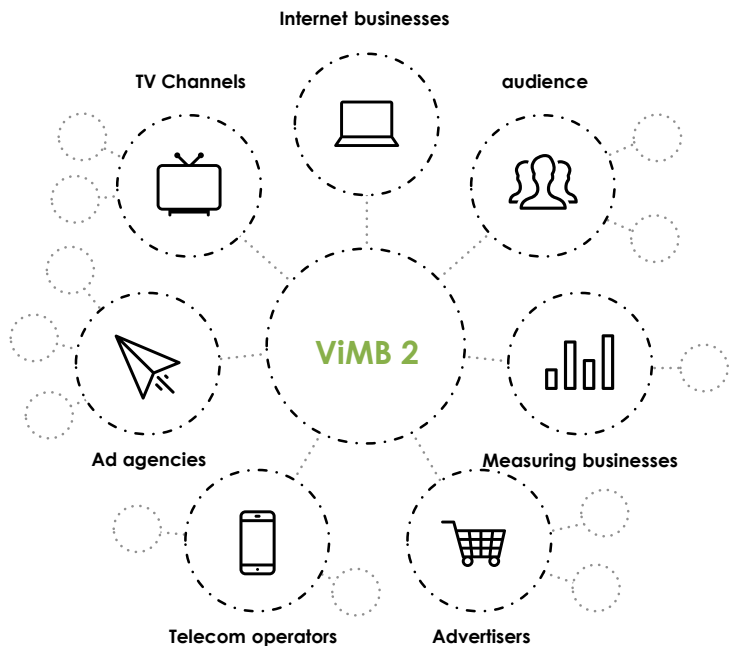 Internet businesses
TV Channels
audience
ViMB 2
Ad agencies
Measuring businesses
Telecom operators
Advertisers